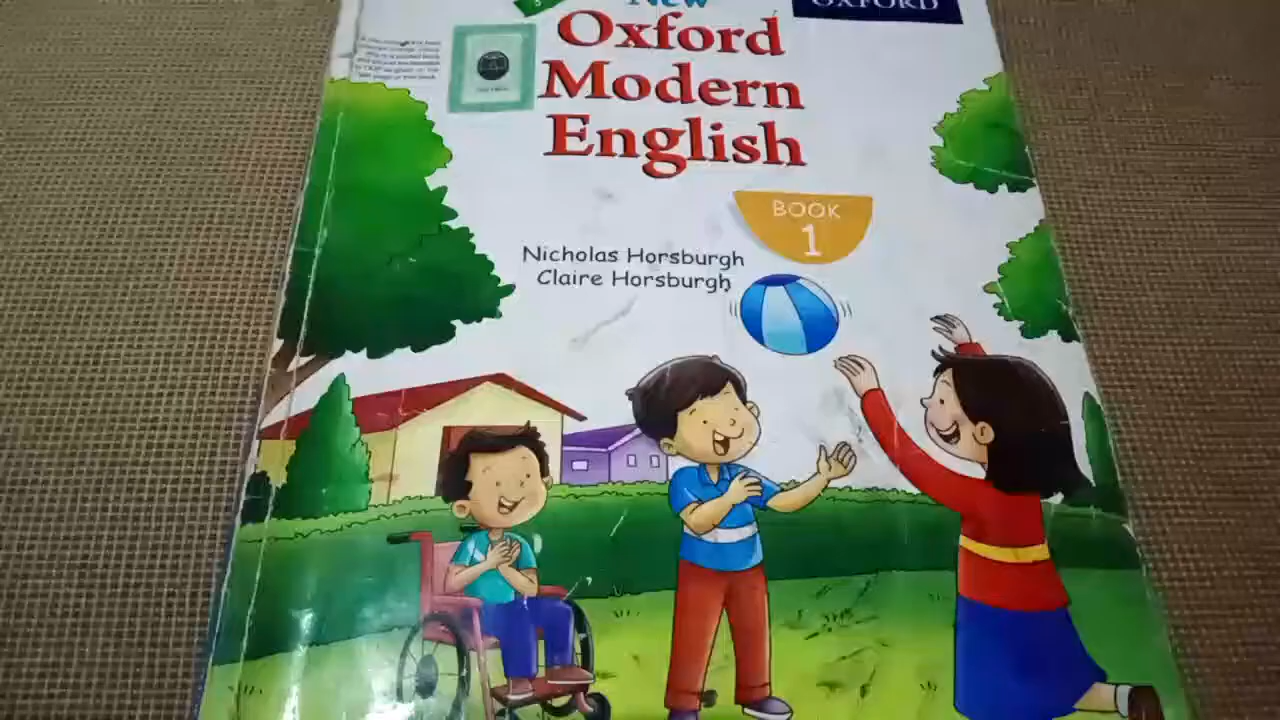 New
OXFORD
Oxford
Modern
English
BOOK
1
Nicholas Horsburgh
Claire Horsburgh